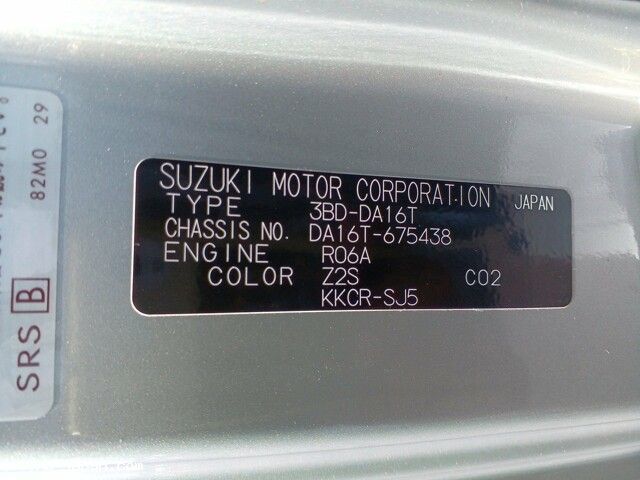 SUZUKI MOTOR CORPORATION JAPAN
TYPE 3BD-DA16T
CHASSIS NO. DA16T-675438
ENGINE R06A
COLOR Z2S C02
KKCR-SJ5
82M0 29
SRS B